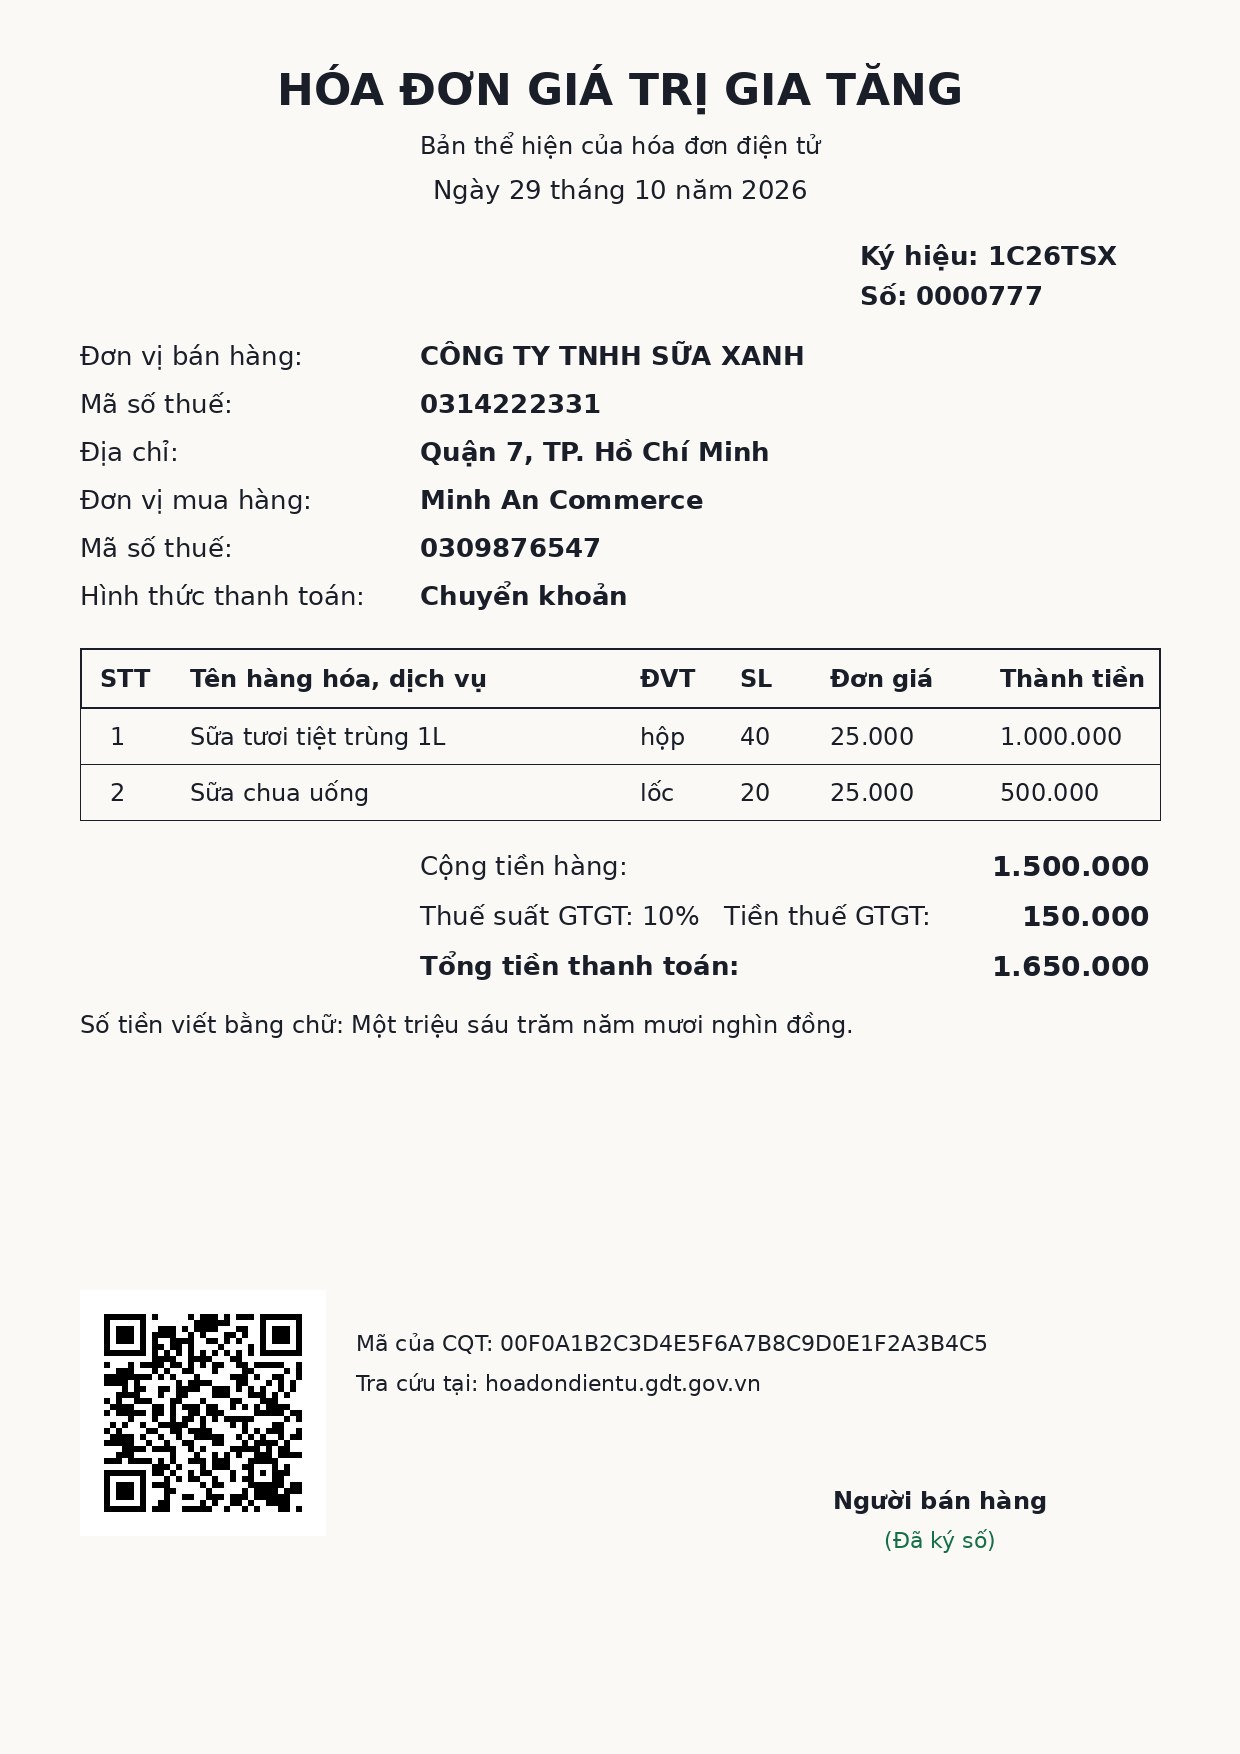 HÓA ĐƠN GIÁ TRỊ GIA TĂNG
Bản thể hiện của hóa đơn điện tử
Ngày 29 tháng 10 năm 2026
Ký hiệu: 1C26TSX
Số: 0000777
Đơn vị bán hàng: CÔNG TY TNHH SỮA XANH
Mã số thuế: 0314222331
Địa chỉ: Quận 7, TP. Hồ Chí Minh
Đơn vị mua hàng: Minh An Commerce
Mã số thuế: 0309876547
Hình thức thanh toán: Chuyển khoản
STT Tên hàng hóa, dịch vụ ĐVT SL Đơn giá Thành tiền
1 Sữa tươi tiệt trùng 1L hộp 40 25.000 1.000.000
2 Sữa chua uống lốc 20 25.000 500.000
Cộng tiền hàng: 1.500.000
Thuế suất GTGT: 10% Tiền thuế GTGT: 150.000
Tổng tiền thanh toán: 1.650.000
Số tiền viết bằng chữ: Một triệu sáu trăm năm mươi nghìn đồng.
Mã của CQT: 00F0A1B2C3D4E5F6A7B8C9D0E1F2A3B4C5
Tra cứu tại: hoadondientu.gdt.gov.vn
Người bán hàng
(Đã ký số)